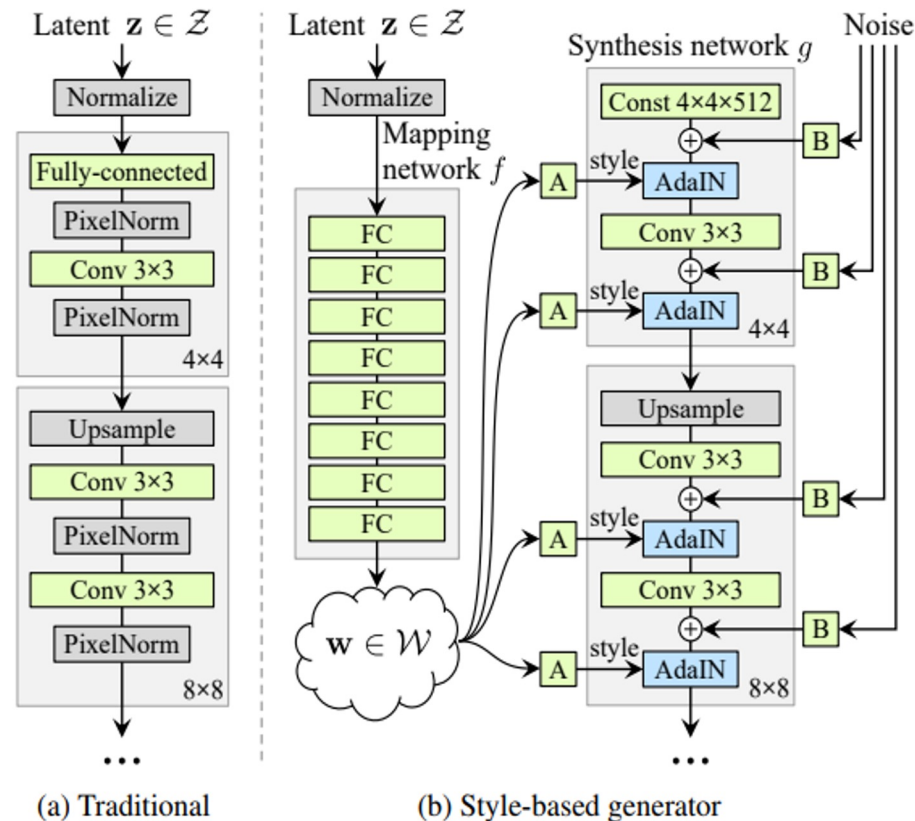 Latent z ∈ 𝒵
Normalize
Fully-connected
PixelNorm
Conv 3×3
PixelNorm
4×4
Upsample
Conv 3×3
PixelNorm
Conv 3×3
PixelNorm
8×8
...
(a) Traditional
Latent z ∈ 𝒵
Normalize
Mapping
network f
FC
FC
FC
FC
FC
FC
FC
FC
w ∈ 𝒲
A
style
A
style
A
style
A
style
Synthesis network g
Const 4×4×512
+
AdaIN
Conv 3×3
+
AdaIN
4×4
Upsample
Conv 3×3
+
AdaIN
Conv 3×3
+
AdaIN
8×8
...
Noise
B
B
B
B
(b) Style-based generator